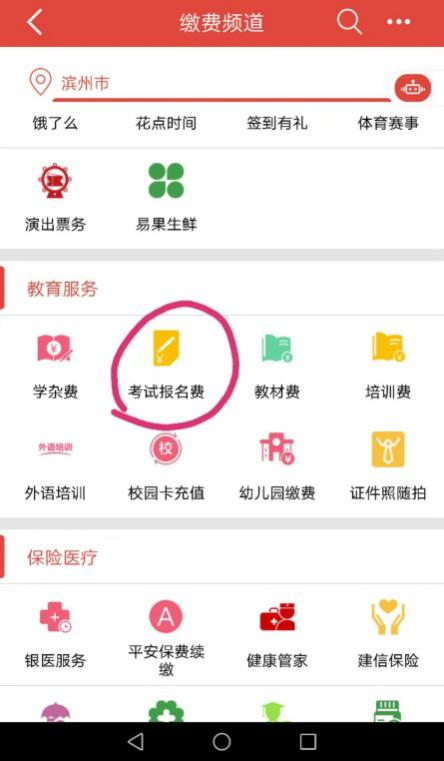 缴费频道
滨州市
饿了么 花点时间 签到有礼 体育赛事
演出票务 易果生鲜
教育服务
学杂费 考试报名费 教材费 培训费
外语培训 校
外语培训 校园卡充值 幼儿园缴费 证件照随拍
保险医疗
A
银医服务 平安保费续 健康管家 建信保险
缴